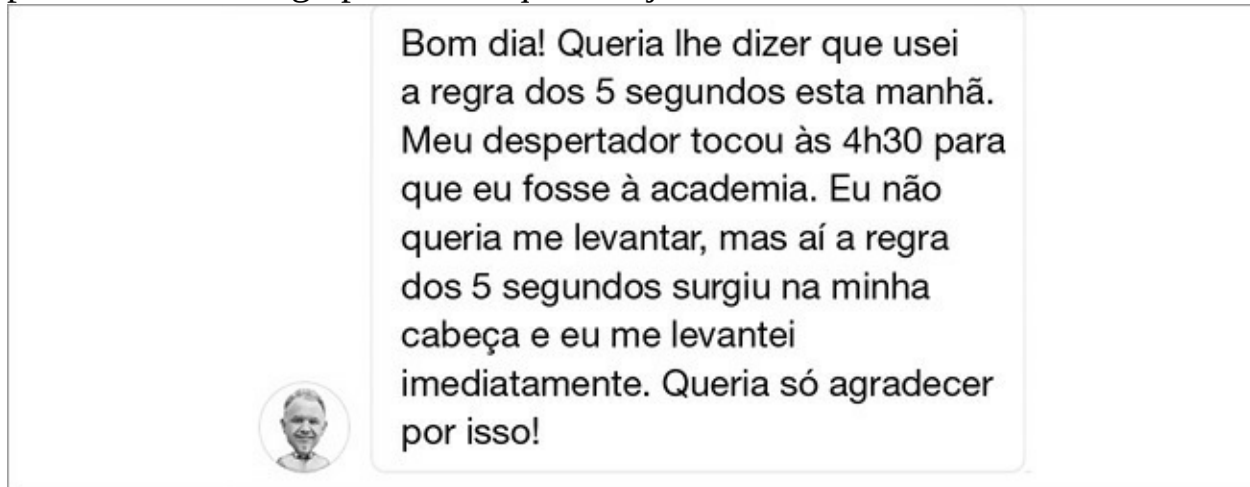 Bom dia! Queria lhe dizer que usei
a regra dos 5 segundos esta manhã.
Meu despertador tocou às 4h30 para
que eu fosse à academia. Eu não
queria me levantar, mas aí a regra
dos 5 segundos surgiu na minha
cabeça e eu me levantei
imediatamente. Queria só agradecer
por isso!